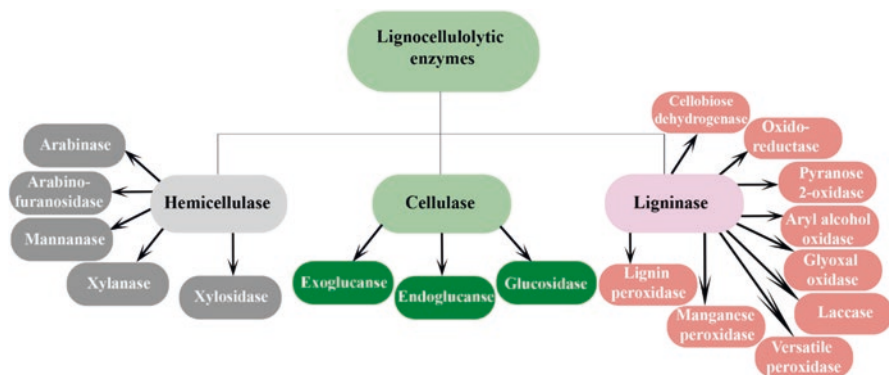 Lignocellulolytic
enzymes
Hemicellulase
Arabinase
Arabino-
furanosidase
Mannanase
Xylanase
Xylosidase
Cellulase
Exoglucanse
Endoglucanse
Glucosidase
Ligninase
Cellobiose
dehydrogenase
Oxido-
reductase
Pyranose
2-oxidase
Aryl alcohol
oxidase
Glyoxal
oxidase
Laccase
Versatile
peroxidase
Manganese
peroxidase
Lignin
peroxidase